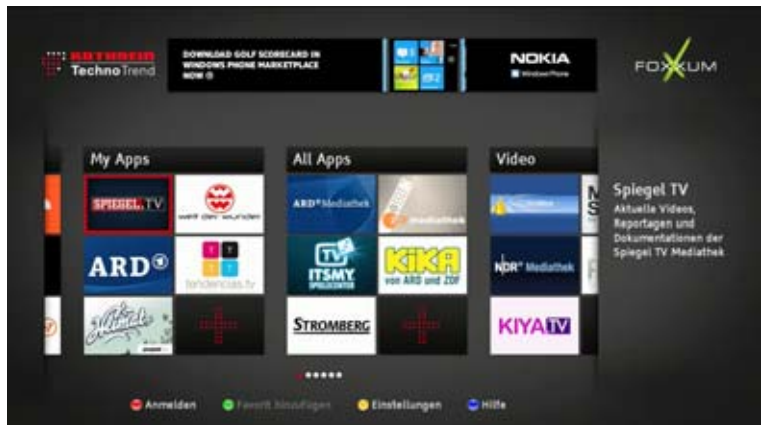 KATHREIN
TechnoTrend
DOWNLOAD GOLF SCORECARD IN
WINDOWS PHONE MARKETPLACE
NOW
NOKIA
Windows Phone
FOXXUM
My Apps
All Apps
Video
SPIEGEL TV
welt der wunder
ARD Mediathek
mediathek
ARD
tendencias.tv
TV
ITSMY
SPIELECENTER
KiKA
von ARD und ZDF
NDR Mediathek
Heimat
STROMBERG
KIYA TV
Spiegel TV
Aktuelle Videos,
Reportagen und
Dokumentationen der
Spiegel TV Mediathek
Anmelden
Favorit hinzufügen
Einstellungen
Hilfe